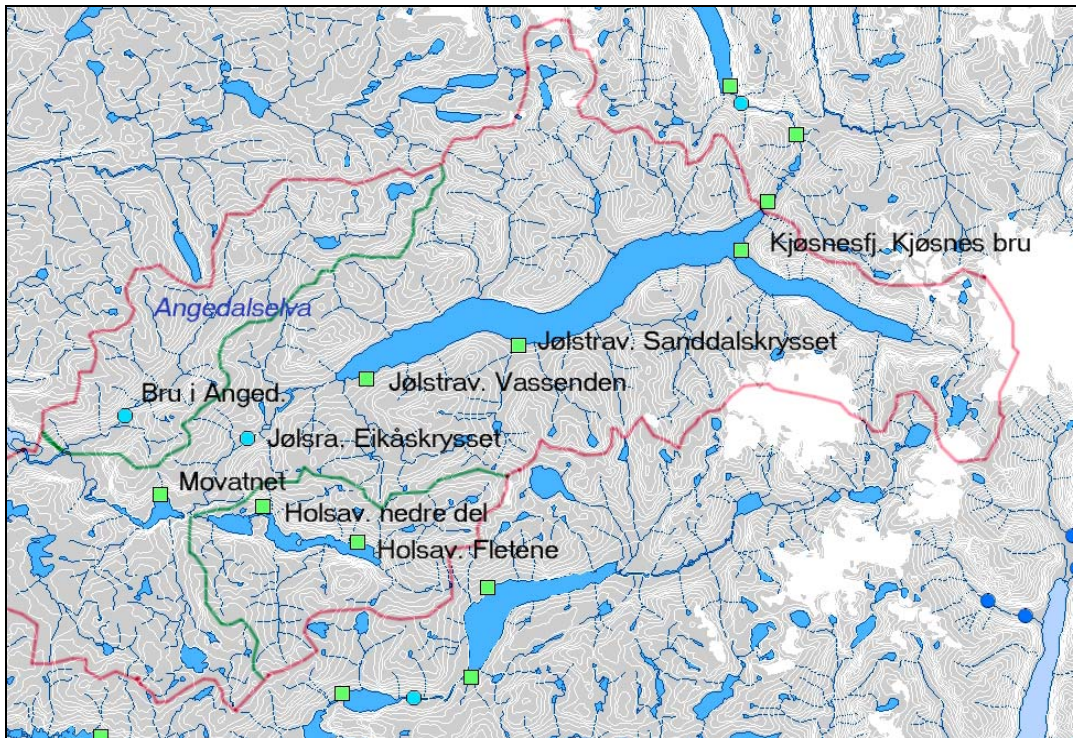 Kjøsnesfj. Kjøsnes bru
Angedalselva
Jølstrav. Sanddalskrysset
Jølstrav. Vassenden
Bru i Anged.
Jølsra. Eikåskrysset
Movatnet
Holsav. nedre del
Holsav. Fletene